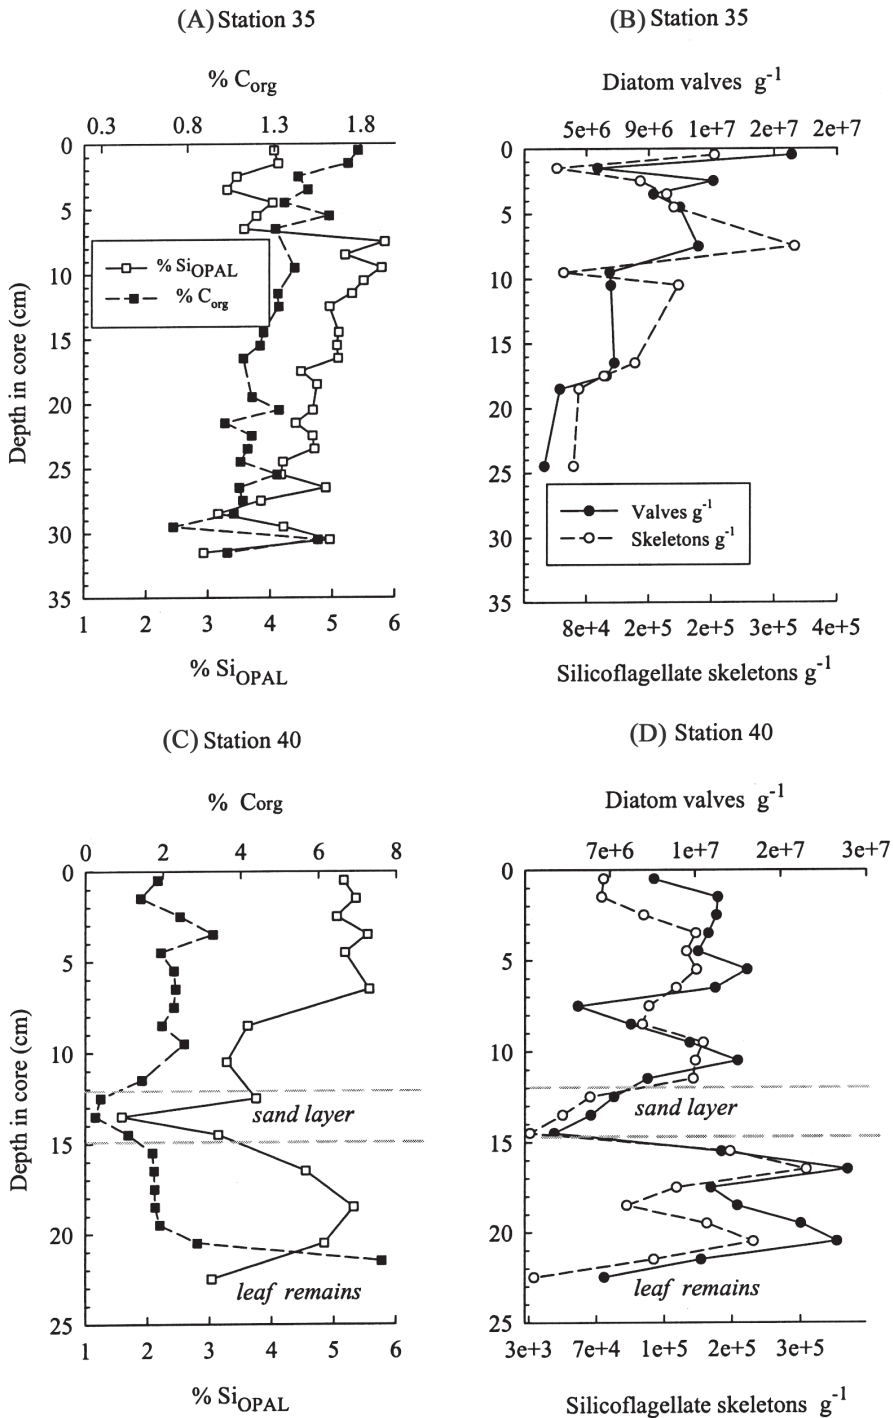 (A) Station 35
% Corg
0.3 0.8 1.3 1.8
0
5
10
15
20
25
30
35
Depth in core (cm)
% SiOPAL
% Corg
1 2 3 4 5 6
% SiOPAL
(B) Station 35
Diatom valves g-1
5e+6 9e+6 1e+7 2e+7 2e+7
0
5
10
15
20
25
30
35
Valves g-1
Skeletons g-1
8e+4 2e+5 2e+5 3e+5 4e+5
Silicoflagellate skeletons g-1
(C) Station 40
% Corg
0 2 4 6 8
0
5
10
15
20
25
Depth in core (cm)
sand layer
leaf remains
1 2 3 4 5 6
% SiOPAL
(D) Station 40
Diatom valves g-1
7e+6 1e+7 2e+7 3e+7
0
5
10
15
20
25
sand layer
leaf remains
3e+3 7e+4 1e+5 2e+5 3e+5
Silicoflagellate skeletons g-1